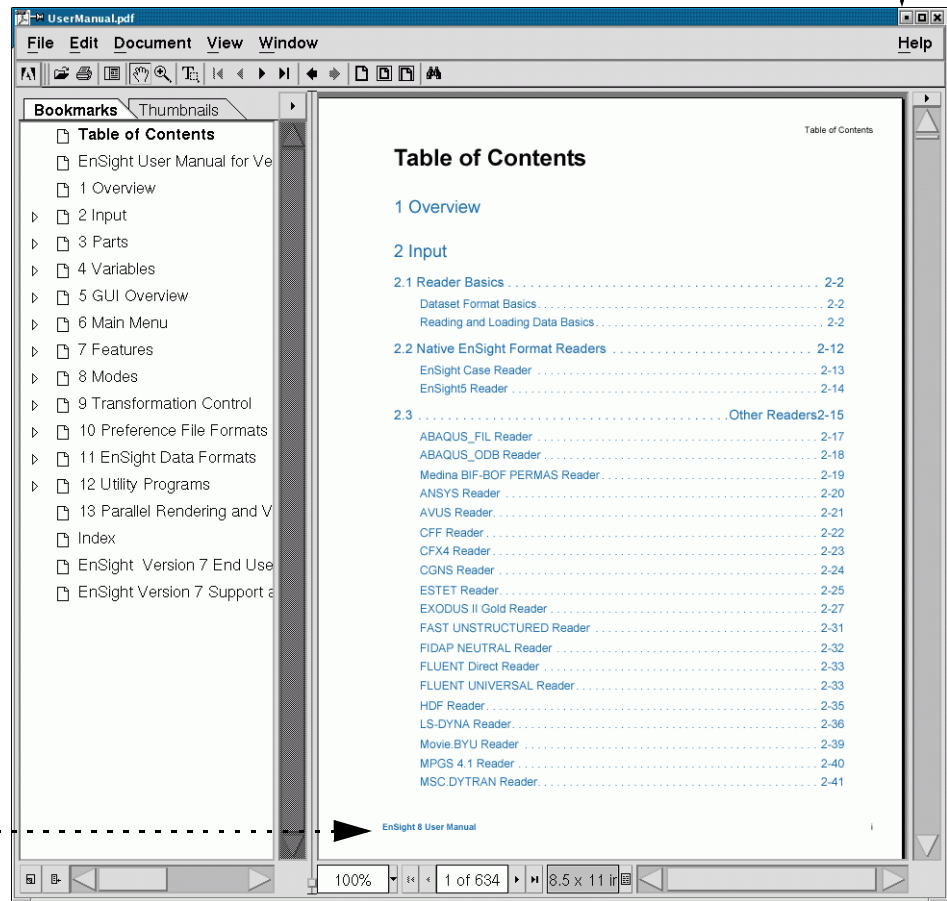 UserManual.pdf
File Edit Document View Window Help
Bookmarks Thumbnails
Table of Contents
EnSight User Manual for Ve
1 Overview
2 Input
3 Parts
4 Variables
5 GUI Overview
6 Main Menu
7 Features
8 Modes
9 Transformation Control
10 Preference File Formats
11 EnSight Data Formats
12 Utility Programs
13 Parallel Rendering and V
Index
EnSight Version 7 End Use
EnSight Version 7 Support a
Table of Contents
Table of Contents
1 Overview
2 Input
2.1 Reader Basics . . . . . . . . . . 2-2
Dataset Format Basics. . . . . . . . . . 2-2
Reading and Loading Data Basics. . . . . . . . . . 2-2
2.2 Native EnSight Format Readers . . . . . . . . . . 2-12
EnSight Case Reader . . . . . . . . . . 2-13
EnSight5 Reader . . . . . . . . . . 2-14
2.3 . . . . . . . . . . Other Readers2-15
ABAQUS_FIL Reader . . . . . . . . . . 2-17
ABAQUS_ODB Reader . . . . . . . . . . 2-18
Medina BIF-BOF PERMAS Reader. . . . . . . . . . 2-19
ANSYS Reader . . . . . . . . . . 2-20
AVUS Reader. . . . . . . . . . 2-21
CFF Reader. . . . . . . . . . 2-22
CFX4 Reader. . . . . . . . . . 2-23
CGNS Reader . . . . . . . . . . 2-24
ESTET Reader. . . . . . . . . . 2-25
EXODUS II Gold Reader . . . . . . . . . . 2-27
FAST UNSTRUCTURED Reader . . . . . . . . . . 2-31
FIDAP NEUTRAL Reader . . . . . . . . . . 2-32
FLUENT Direct Reader . . . . . . . . . . 2-33
FLUENT UNIVERSAL Reader. . . . . . . . . . 2-33
HDF Reader. . . . . . . . . . 2-35
LS-DYNA Reader. . . . . . . . . . 2-36
Movie.BYU Reader . . . . . . . . . . 2-39
MPGS 4.1 Reader . . . . . . . . . . 2-40
MSC.DYTRAN Reader. . . . . . . . . . 2-41
EnSight 8 User Manual i
100% 1 of 634 8.5 x 11 in